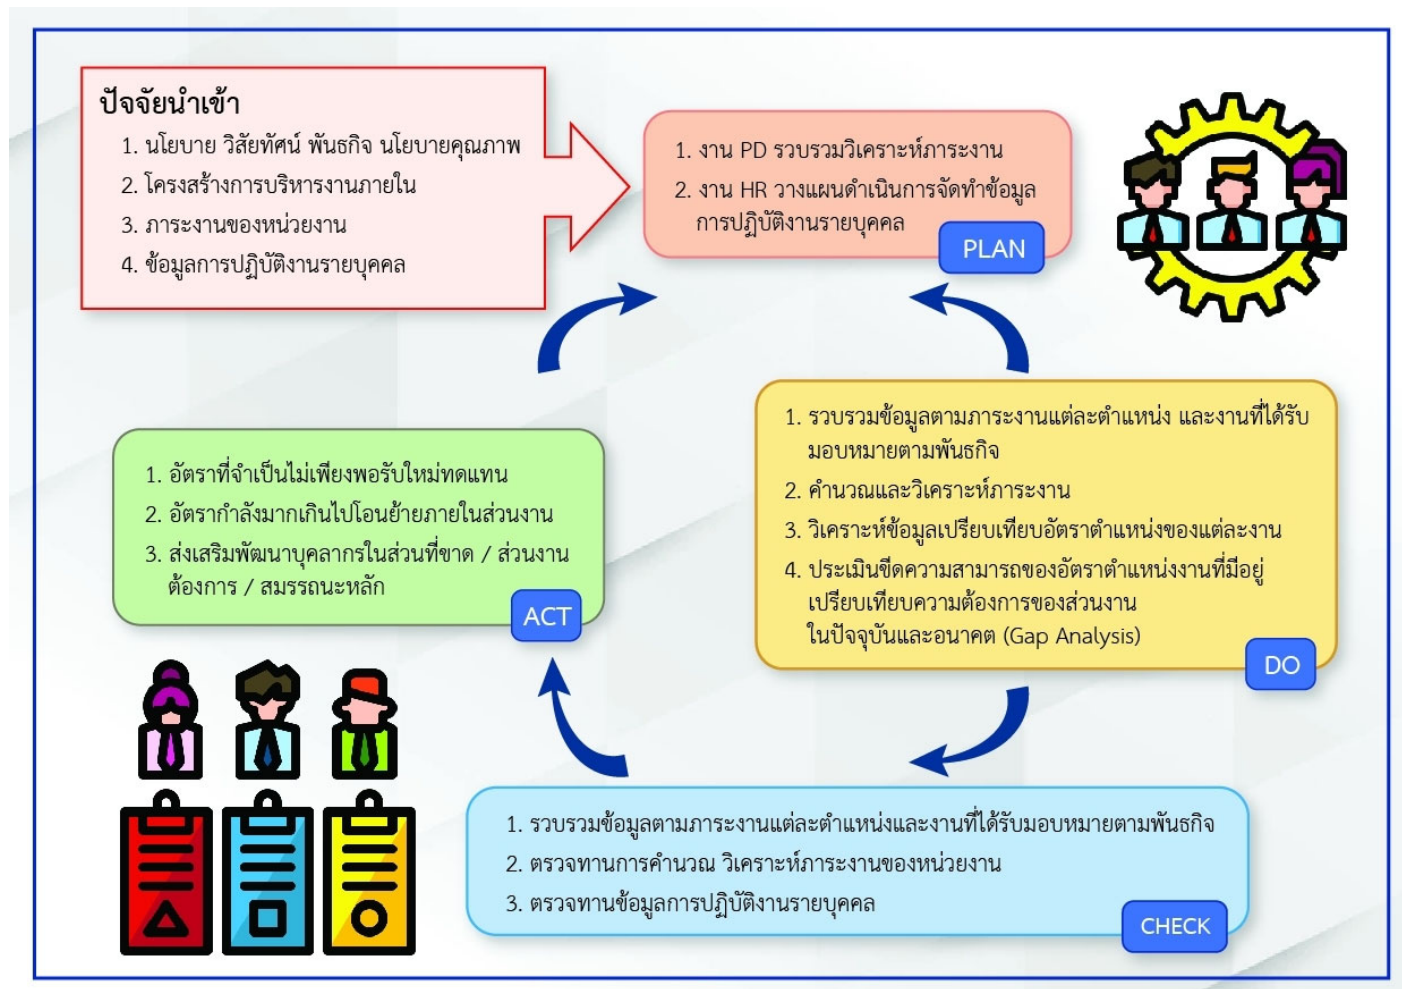 ปัจจัยนำเข้า
1. นโยบาย วิสัยทัศน์ พันธกิจ นโยบายคุณภาพ
2. โครงสร้างการบริหารงานภายใน
3. ภาระงานของหน่วยงาน
4. ข้อมูลการปฏิบัติงานรายบุคคล
1. งาน PD รวบรวมวิเคราะห์ภาระงาน
2. งาน HR วางแผนดำเนินการจัดทำข้อมูล
การปฏิบัติงานรายบุคคล
PLAN
1. รวบรวมข้อมูลตามภาระงานแต่ละตำแหน่ง และงานที่ได้รับ
มอบหมายตามพันธกิจ
2. คำนวณและวิเคราะห์ภาระงาน
3. วิเคราะห์ข้อมูลเปรียบเทียบอัตราตำแหน่งของแต่ละงาน
4. ประเมินขีดความสามารถของอัตราตำแหน่งงานที่มีอยู่
เปรียบเทียบความต้องการของส่วนงาน
ในปัจจุบันและอนาคต (Gap Analysis)
DO
1. รวบรวมข้อมูลตามภาระงานแต่ละตำแหน่งและงานที่ได้รับมอบหมายตามพันธกิจ
2. ตรวจทานการคำนวณ วิเคราะห์ภาระงานของหน่วยงาน
3. ตรวจทานข้อมูลการปฏิบัติงานรายบุคคล
CHECK
1. อัตราที่จำเป็นไม่เพียงพอรับใหม่ทดแทน
2. อัตรากำลังมากเกินไปโอนย้ายภายในส่วนงาน
3. ส่งเสริมพัฒนาบุคลากรในส่วนที่ขาด / ส่วนงาน
ต้องการ / สมรรถนะหลัก
ACT